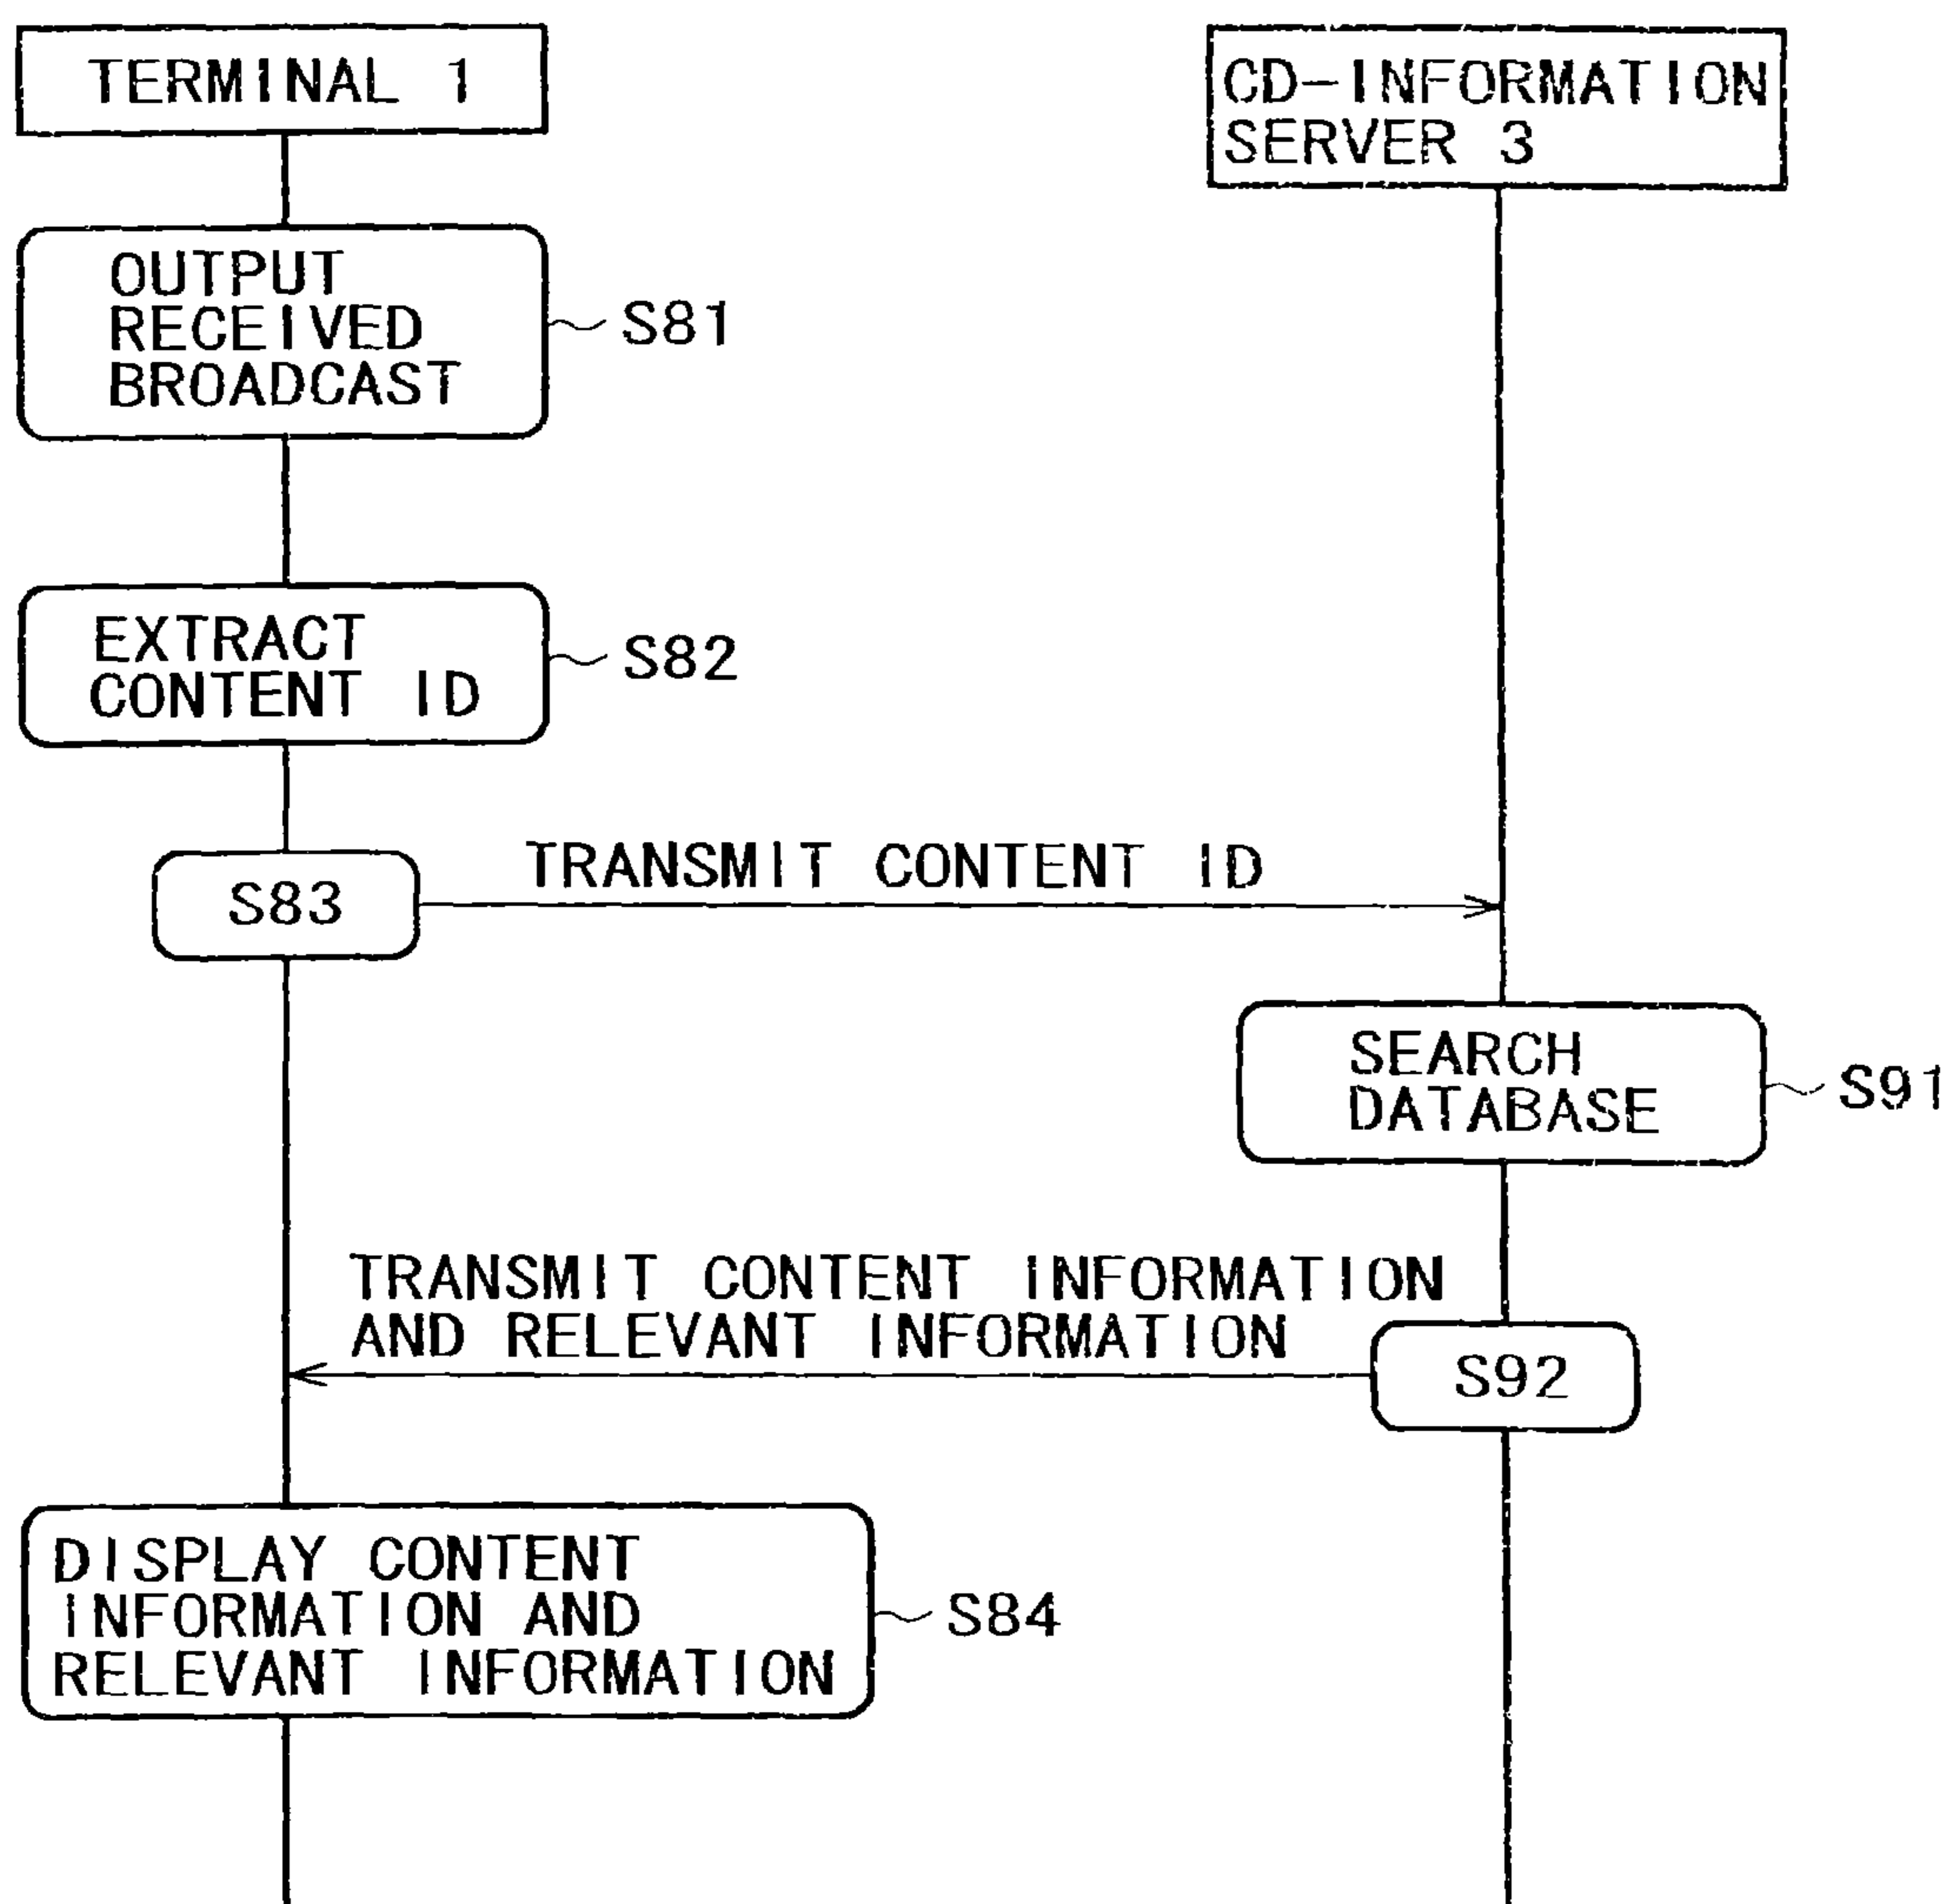 TERMINAL 1
CD-INFORMATION
SERVER 3
OUTPUT
RECEIVED
BROADCAST
S81
EXTRACT
CONTENT ID
S82
S83
TRANSMIT CONTENT ID
SEARCH
DATABASE
S91
TRANSMIT CONTENT INFORMATION
AND RELEVANT INFORMATION
S92
DISPLAY CONTENT
INFORMATION AND
RELEVANT INFORMATION
S84